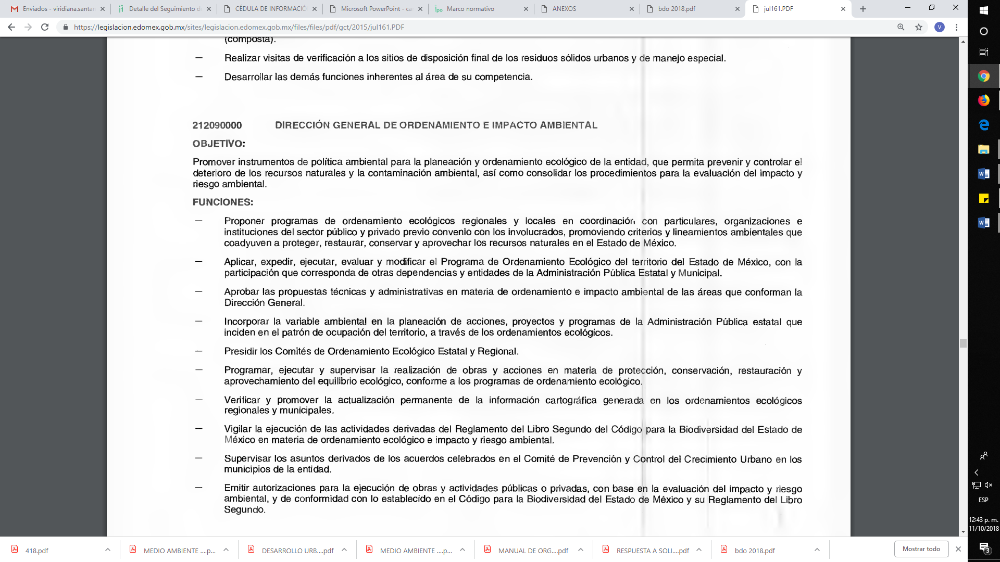 Enviados - viridiana.santan
Detalle del Seguimiento d
CÉDULA DE INFORMACIÓ
Microsoft PowerPoint - ca
Marco normativo
ANEXOS
bdo 2018.pdf
jul161.PDF
https://legislacion.edomex.gob.mx/sites/legislacion.edomex.gob.mx/files/files/pdf/gct/2015/jul161.PDF
V
(composta).
— Realizar visitas de verificación a los sitios de disposición final de los residuos sólidos urbanos y de manejo especial.
— Desarrollar las demás funciones inherentes al área de su competencia.
212090000 DIRECCIÓN GENERAL DE ORDENAMIENTO E IMPACTO AMBIENTAL
OBJETIVO:
Promover instrumentos de política ambiental para la planeación y ordenamiento ecológico de la entidad, que permita prevenir y controlar el
deterioro de los recursos naturales y la contaminación ambiental, así como consolidar los procedimientos para la evaluación del impacto y
riesgo ambiental.
FUNCIONES:
— Proponer programas de ordenamiento ecológicos regionales y locales en coordinación con particulares, organizaciones e
instituciones del sector público y privado previo convenio con los involucrados, promoviendo criterios y lineamientos ambientales que
coadyuven a proteger, restaurar, conservar y aprovechar los recursos naturales en el Estado de México.
— Aplicar, expedir, ejecutar, evaluar y modificar el Programa de Ordenamiento Ecológico del territorio del Estado de México, con la
participación que corresponda de otras dependencias y entidades de la Administración Pública Estatal y Municipal.
— Aprobar las propuestas técnicas y administrativas en materia de ordenamiento e impacto ambiental de las áreas que conforman la
Dirección General.
— Incorporar la variable ambiental en la planeación de acciones, proyectos y programas de la Administración Pública estatal que
inciden en el patrón de ocupación del territorio, a través de los ordenamientos ecológicos.
— Presidir los Comités de Ordenamiento Ecológico Estatal y Regional.
— Programar, ejecutar y supervisar la realización de obras y acciones en materia de protección, conservación, restauración y
aprovechamiento del equilibrio ecológico, conforme a los programas de ordenamiento ecológico.
— Verificar y promover la actualización permanente de la información cartográfica generada en los ordenamientos ecológicos
regionales y municipales.
— Vigilar la ejecución de las actividades derivadas del Reglamento del Libro Segundo del Código para la Biodiversidad del Estado de
México en materia de ordenamiento ecológico e impacto y riesgo ambiental.
— Supervisar los asuntos derivados de los acuerdos celebrados en el Comité de Prevención y Control del Crecimiento Urbano en los
municipios de la entidad.
— Emitir autorizaciones para la ejecución de obras y actividades públicas o privadas, con base en la evaluación del impacto y riesgo
ambiental, y de conformidad con lo establecido en el Código para la Biodiversidad del Estado de México y su Reglamento del Libro
Segundo.
ESP
12:43 p. m.
11/10/2018
3
418.pdf
MEDIO AMBIENTE ....p...
DESARROLLO URB....pdf
MEDIO AMBIENTE ....p...
MANUAL DE ORG....pdf
RESPUESTA A SOLI....pdf
bdo 2018.pdf
Mostrar todo